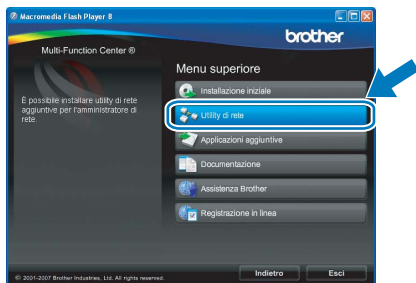 Macromedia Flash Player 8
brother
Multi-Function Center ®
Menu superiore
Installazione iniziale
È possibile installare utility di rete
aggiuntive per l'amministratore di
rete.
Utility di rete
Applicazioni aggiuntive
Documentazione
Assistenza Brother
Registrazione in linea
© 2001-2007 Brother Industries, Ltd. All rights reserved.
Indietro
Esci